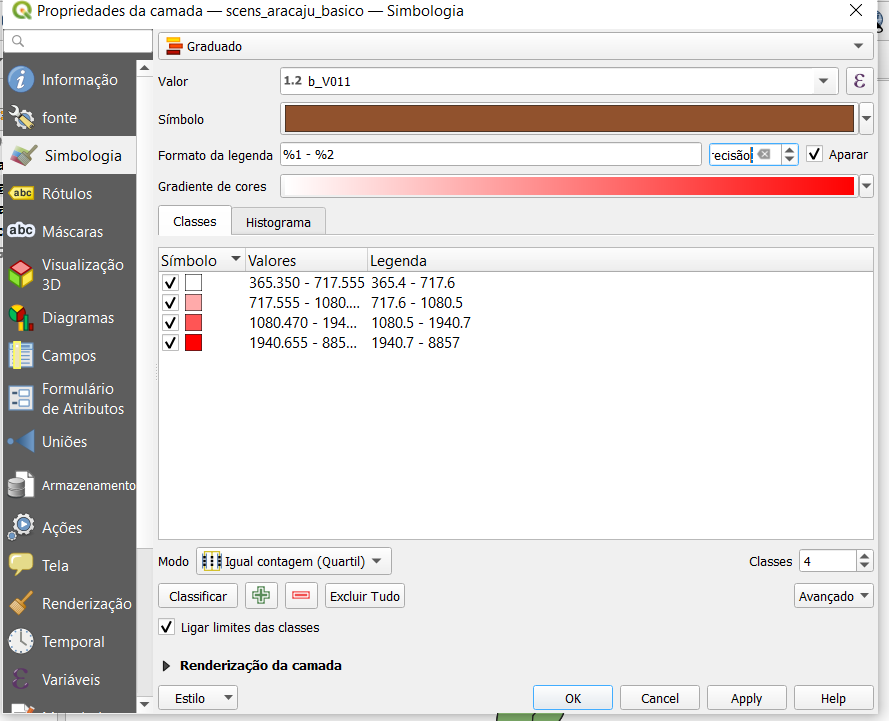 Propriedades da camada — scens_aracaju_basico — Simbologia
Graduado
Informação
Valor
1.2 b_V011
ε
fonte
Símbolo
Simbologia
Formato da legenda
%1 - %2
recisão
Aparar
Gradiente de cores
abc Rótulos
Classes
Histograma
abc Máscaras
Símbolo
Valores
Legenda
Visualização
3D
365.350 - 717.555
365.4 - 717.6
717.555 - 1080....
717.6 - 1080.5
Diagramas
1080.470 - 194...
1080.5 - 1940.7
1940.655 - 885...
1940.7 - 8857
Campos
Formulário
de Atributos
Uniões
Armazenamento
Ações
Tela
Modo
Igual contagem (Quartil)
Classes
4
Renderização
Classificar
Excluir Tudo
Avançado
Temporal
Ligar limites das classes
Variáveis
Renderização da camada
Estilo
OK
Cancel
Apply
Help